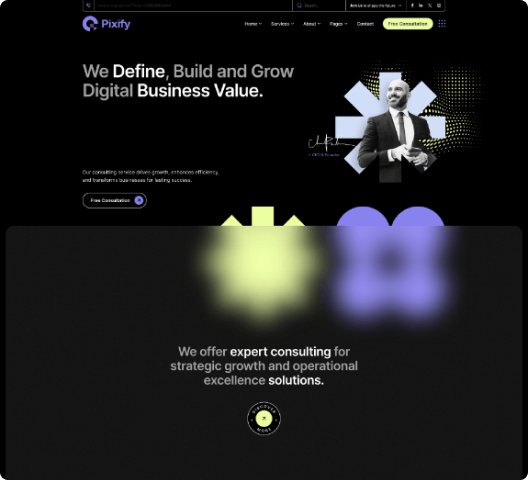 Search...
Pixify
Home
Services
About
Pages
Contact
Free Consultation
We Define, Build and Grow
Digital Business Value.
Our consulting service drives growth, enhances efficiency,
and transforms businesses for lasting success.
Free Consultation
We offer expert consulting for
strategic growth and operational
excellence solutions.
DISCOVER
MORE